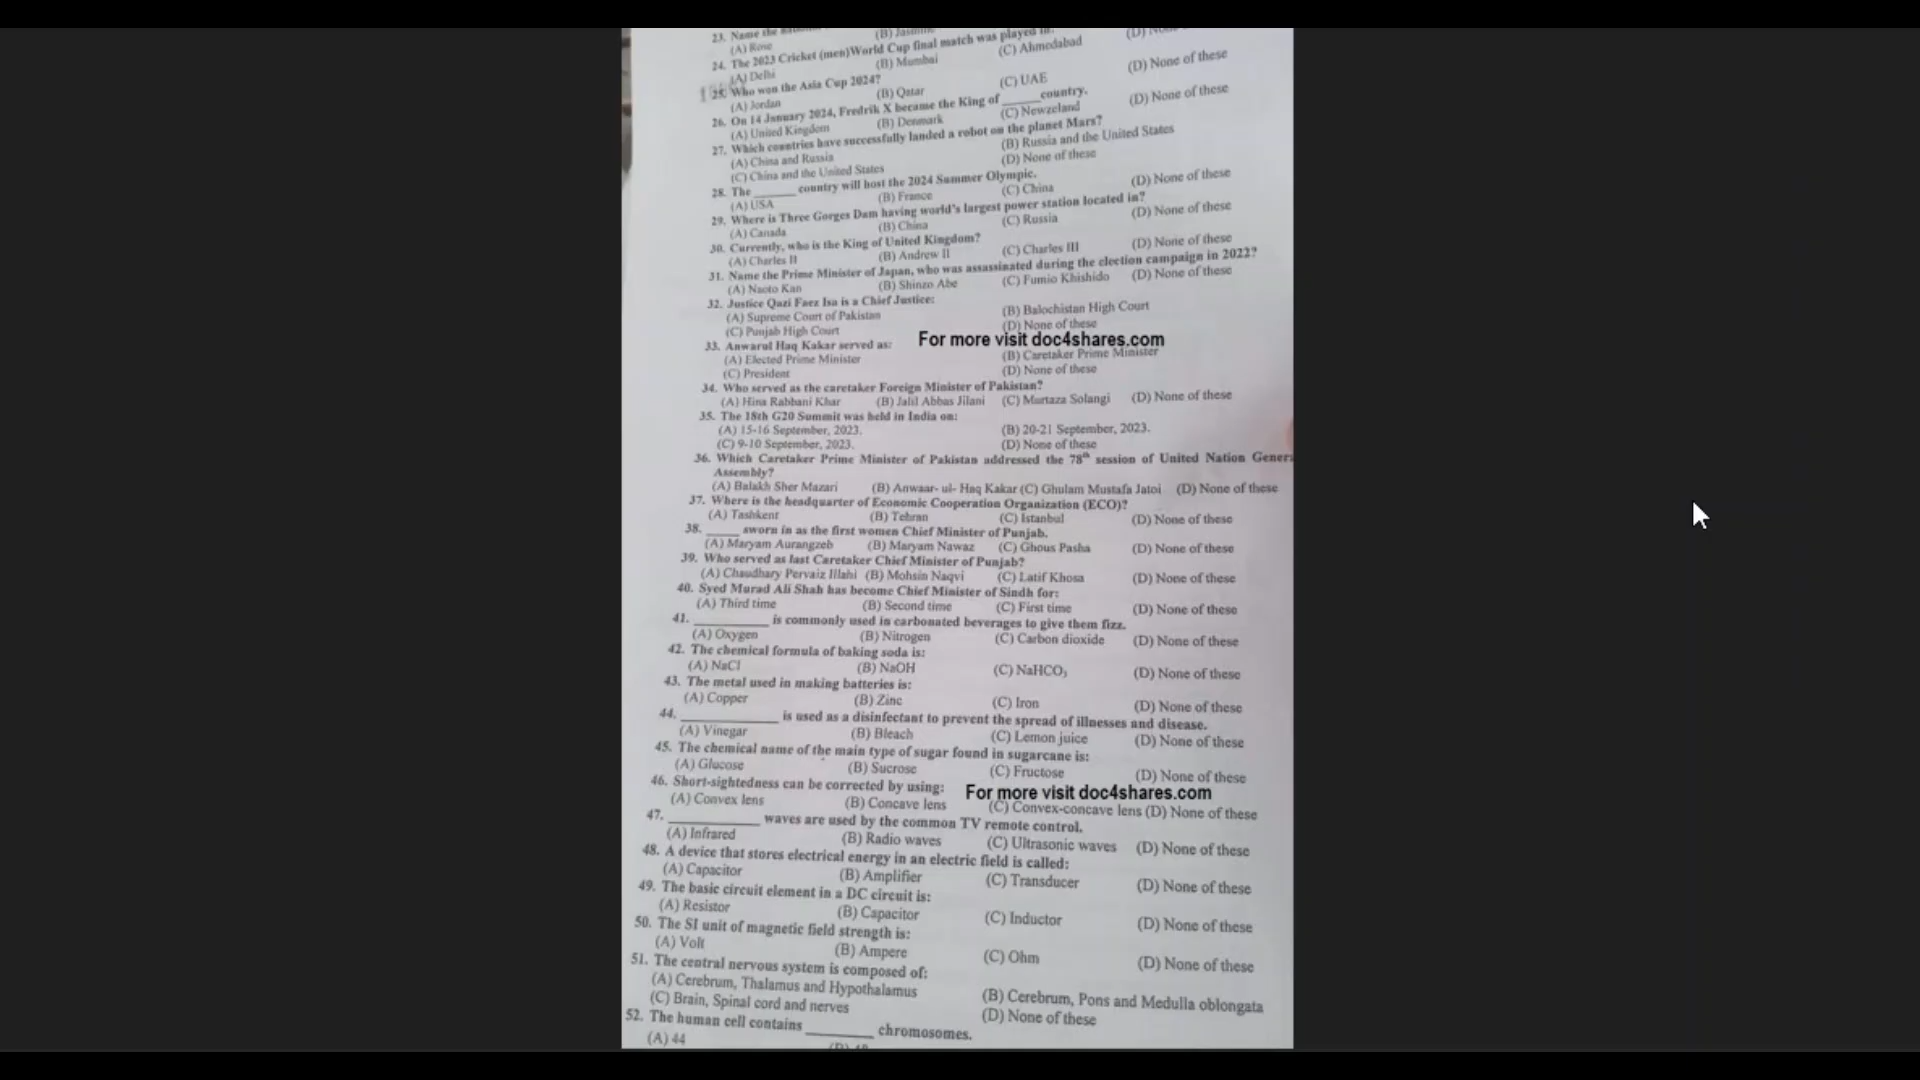 23. Name the
(A) Rose (B) Jasmine (D) None
24. The 2023 Cricket (men)World Cup final match was played in:
(A) Delhi (B) Mumbai (C) Ahmedabad (D) None of these
25. Who won the Asia Cup 2024?
(A) Jordan (B) Qatar (C) UAE (D) None of these
26. On 14 January 2024, Fredrik X became the King of ______country.
(A) United Kingdom (B) Denmark (C) Newzeland
27. Which countries have successfully landed a robot on the planet Mars?
(A) China and Russia (B) Russia and the United States
(C) China and the United States (D) None of these
28. The ______ country will host the 2024 Summer Olympic.
(A) USA (B) France (C) China (D) None of these
29. Where is Three Gorges Dam having world's largest power station located in?
(A) Canada (B) China (C) Russia (D) None of these
30. Currently, who is the King of United Kingdom?
(A) Charles II (B) Andrew II (C) Charles III (D) None of these
31. Name the Prime Minister of Japan, who was assassinated during the election campaign in 2022?
(A) Naoto Kan (B) Shinzo Abe (C) Fumio Khishido (D) None of these
32. Justice Qazi Faez Isa is a Chief Justice:
(A) Supreme Court of Pakistan (B) Balochistan High Court
(C) Punjab High Court (D) None of these
For more visit doc4shares.com
33. Anwarul Haq Kakar served as:
(A) Elected Prime Minister (B) Caretaker Prime Minister
(C) President (D) None of these
34. Who served as the caretaker Foreign Minister of Pakistan?
(A) Hina Rabbani Khar (B) Jalil Abbas Jilani (C) Murtaza Solangi (D) None of these
35. The 18th G20 Summit was held in India on:
(A) 15-16 September, 2023. (B) 20-21 September, 2023.
(C) 9-10 September, 2023. (D) None of these
36. Which Caretaker Prime Minister of Pakistan addressed the 78th session of United Nation Genera
Assembly?
(A) Balakh Sher Mazari (B) Anwaar- ul- Haq Kakar (C) Ghulam Mustafa Jatoi (D) None of these
37. Where is the headquarter of Economic Cooperation Organization (ECO)?
(A) Tashkent (B) Tehran (C) Istanbul (D) None of these
38. _____ sworn in as the first women Chief Minister of Punjab.
(A) Maryam Aurangzeb (B) Maryam Nawaz (C) Ghous Pasha (D) None of these
39. Who served as last Caretaker Chief Minister of Punjab?
(A) Chaudhary Pervaiz Illahi (B) Mohsin Naqvi (C) Latif Khosa (D) None of these
40. Syed Murad Ali Shah has become Chief Minister of Sindh for:
(A) Third time (B) Second time (C) First time (D) None of these
41. __________ is commonly used in carbonated beverages to give them fizz.
(A) Oxygen (B) Nitrogen (C) Carbon dioxide (D) None of these
42. The chemical formula of baking soda is:
(A) NaCl (B) NaOH (C) NaHCO₃ (D) None of these
43. The metal used in making batteries is:
(A) Copper (B) Zinc (C) Iron (D) None of these
44. _____________ is used as a disinfectant to prevent the spread of illnesses and disease.
(A) Vinegar (B) Bleach (C) Lemon juice (D) None of these
45. The chemical name of the main type of sugar found in sugarcane is:
(A) Glucose (B) Sucrose (C) Fructose (D) None of these
46. Short-sightedness can be corrected by using:
For more visit doc4shares.com
(A) Convex lens (B) Concave lens (C) Convex-concave lens (D) None of these
47. ____________ waves are used by the common TV remote control.
(A) Infrared (B) Radio waves (C) Ultrasonic waves (D) None of these
48. A device that stores electrical energy in an electric field is called:
(A) Capacitor (B) Amplifier (C) Transducer (D) None of these
49. The basic circuit element in a DC circuit is:
(A) Resistor (B) Capacitor (C) Inductor (D) None of these
50. The SI unit of magnetic field strength is:
(A) Volt (B) Ampere (C) Ohm (D) None of these
51. The central nervous system is composed of:
(A) Cerebrum, Thalamus and Hypothalamus (B) Cerebrum, Pons and Medulla oblongata
(C) Brain, Spinal cord and nerves (D) None of these
52. The human cell contains _________ chromosomes.
(A) 44